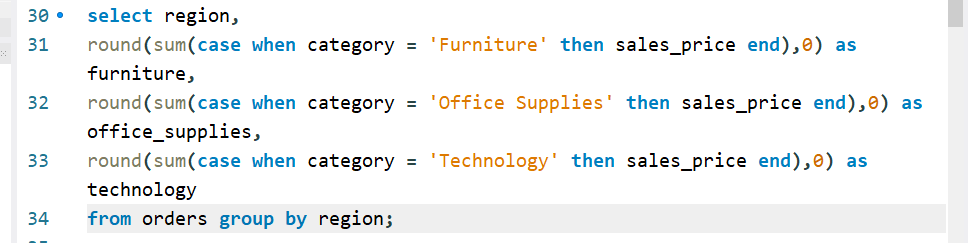 30 select region,
31 round(sum(case when category = 'Furniture' then sales_price end),0) as
furniture,
32 round(sum(case when category = 'Office Supplies' then sales_price end),0) as
office_supplies,
33 round(sum(case when category = 'Technology' then sales_price end),0) as
technology
34 from orders group by region;